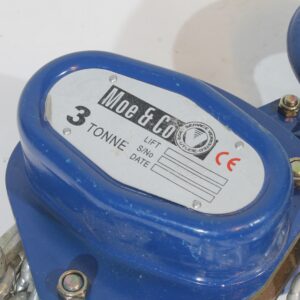 Moe & Co
3 TONNE
LIFT
S/No
DATE
CE